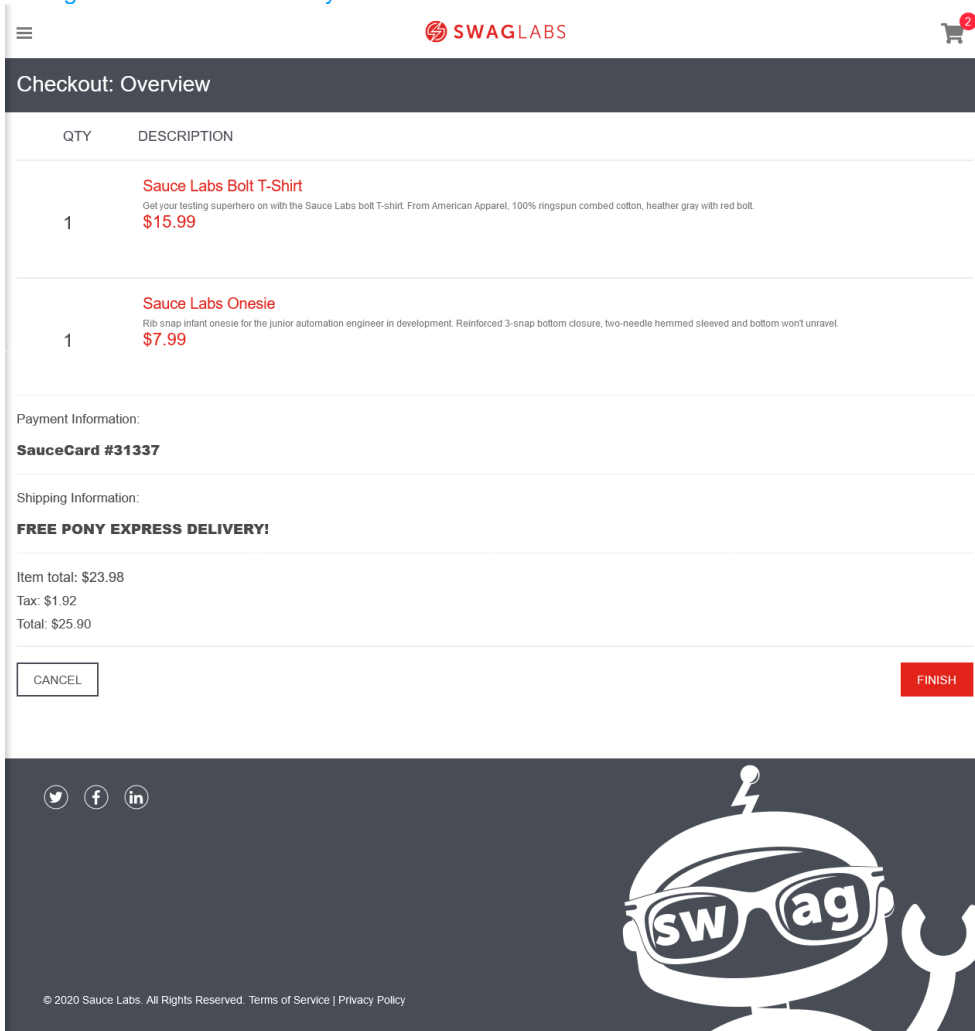 SWAGLABS
2
Checkout: Overview
QTY DESCRIPTION
Sauce Labs Bolt T-Shirt
Get your testing superhero on with the Sauce Labs bolt T-shirt. From American Apparel, 100% ringspun combed cotton, heather gray with red bolt.
1
$15.99
Sauce Labs Onesie
Rib snap infant onesie for the junior automation engineer in development. Reinforced 3-snap bottom closure, two-needle hemmed sleeved and bottom won't unravel.
1
$7.99
Payment Information:
SauceCard #31337
Shipping Information:
FREE PONY EXPRESS DELIVERY!
Item total: $23.98
Tax: $1.92
Total: $25.90
CANCEL FINISH
sw ag
© 2020 Sauce Labs. All Rights Reserved. Terms of Service | Privacy Policy